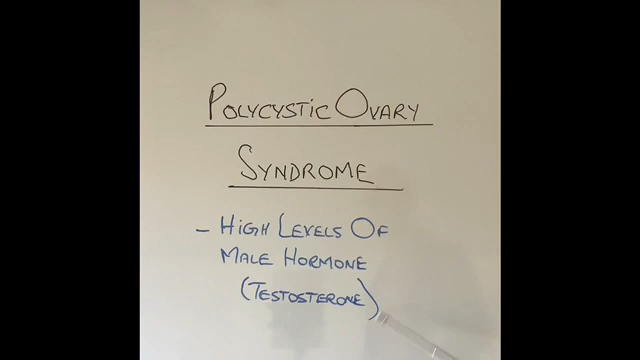 Polycystic Ovary
Syndrome
- High Levels Of
Male Hormone
(Testosterone)